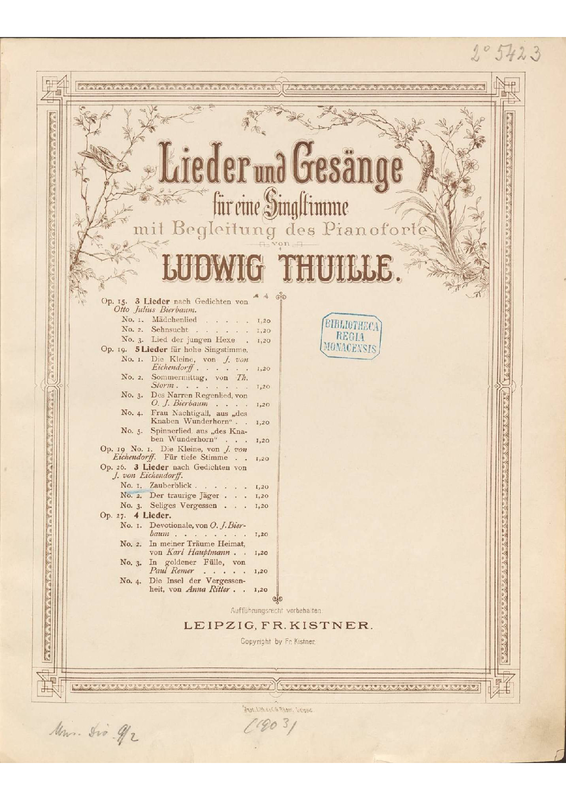 2° 5423
Lieder und Gesänge
für eine Singstimme
mit Begleitung des Pianoforte
von
LUDWIG THUILLE.
Op. 15. 3 Lieder nach Gedichten von
Otto Julius Bierbaum.
No. 1. Mädchenlied . . . . . 1,20
No. 2. Sehnsucht . . . . . . 1,20
No. 3. Lied der jungen Hexe . 1,20
Op. 19. 5 Lieder für hohe Singstimme.
No. 1. Die Kleine, von J. von
Eichendorff . . . . . . 1,20
No. 2. Sommermittag, von Th.
Storm . . . . . . . . 1,20
No. 3. Des Narren Regenlied, von
O. J. Bierbaum . . . . 1,20
No. 4. Frau Nachtigall, aus „des
Knaben Wunderhorn" . . 1,20
No. 5. Spinnerlied, aus „des Kna-
ben Wunderhorn" . . . 1,20
Op. 19 No. 1. Die Kleine, von J. von
Eichendorff. Für tiefe Stimme . . 1,20
Op. 26. 3 Lieder nach Gedichten von
J. von Eichendorff.
No. 1. Zauberblick . . . . . . 1,20
No. 2. Der traurige Jäger . . . 1,20
No. 3. Seliges Vergessen . . . 1,20
Op. 27. 4 Lieder.
No. 1. Devotionale, von O. J. Bier-
baum . . . . . . . . 1,20
No. 2. In meiner Träume Heimat,
von Karl Hauptmann . . 1,20
No. 3. In goldener Fülle, von
Paul Remer . . . . . 1,20
No. 4. Die Insel der Vergessen-
heit, von Anna Ritter . . 1,20
BIBLIOTHECA
REGIA
MONACENSIS
Aufführungsrecht vorbehalten.
LEIPZIG, FR. KISTNER.
Copyright by Fr. Kistner.
(1903)